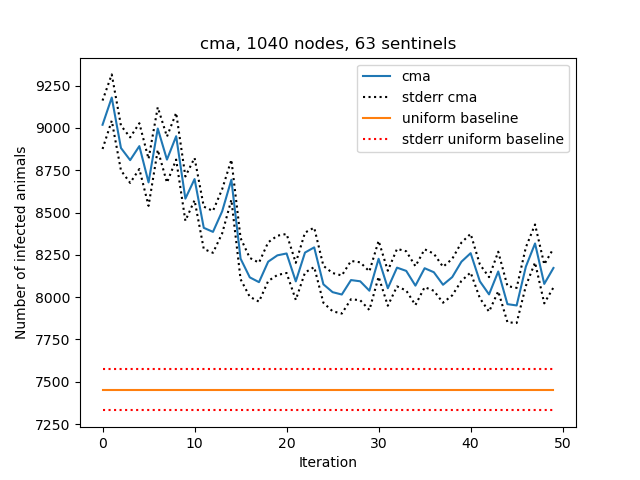 cma, 1040 nodes, 63 sentinels
cma
stderr cma
uniform baseline
stderr uniform baseline
Number of infected animals
9250
9000
8750
8500
8250
8000
7750
7500
7250
0 10 20 30 40 50
Iteration